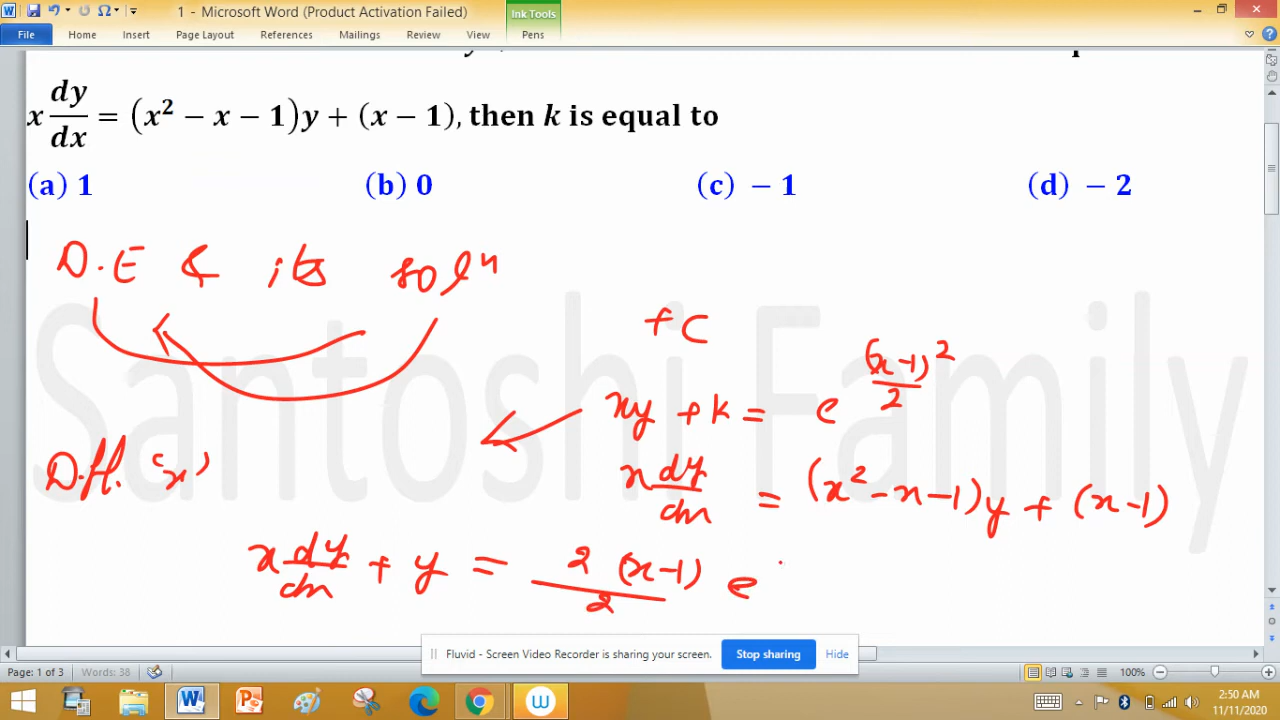 1 - Microsoft Word (Product Activation Failed)
Ink Tools
File Home Insert Page Layout References Mailings Review View Pens
x dy/dx = (x² − x − 1)y + (x − 1), then k is equal to
(a) 1 (b) 0 (c) − 1 (d) − 2
D.E & its solⁿ
+ C
xy + k = e^((x-1)²/2)
Diff. 'x'
x dy/dx = (x² - x - 1)y + (x - 1)
x dy/dx + y = 2 (x-1)/2 e
Santoshi Family
Fluvid - Screen Video Recorder is sharing your screen. Stop sharing Hide
Page: 1 of 3 Words: 38 100%
2:50 AM
11/11/2020